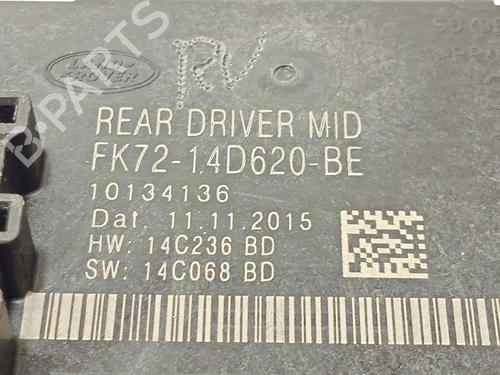 LAND
ROVER
RV
B-PARTS
REAR DRIVER MID
FK72-14D620-BE
10134136
Dat. 11.11.2015
HW: 14C236 BD
SW: 14C068 BD